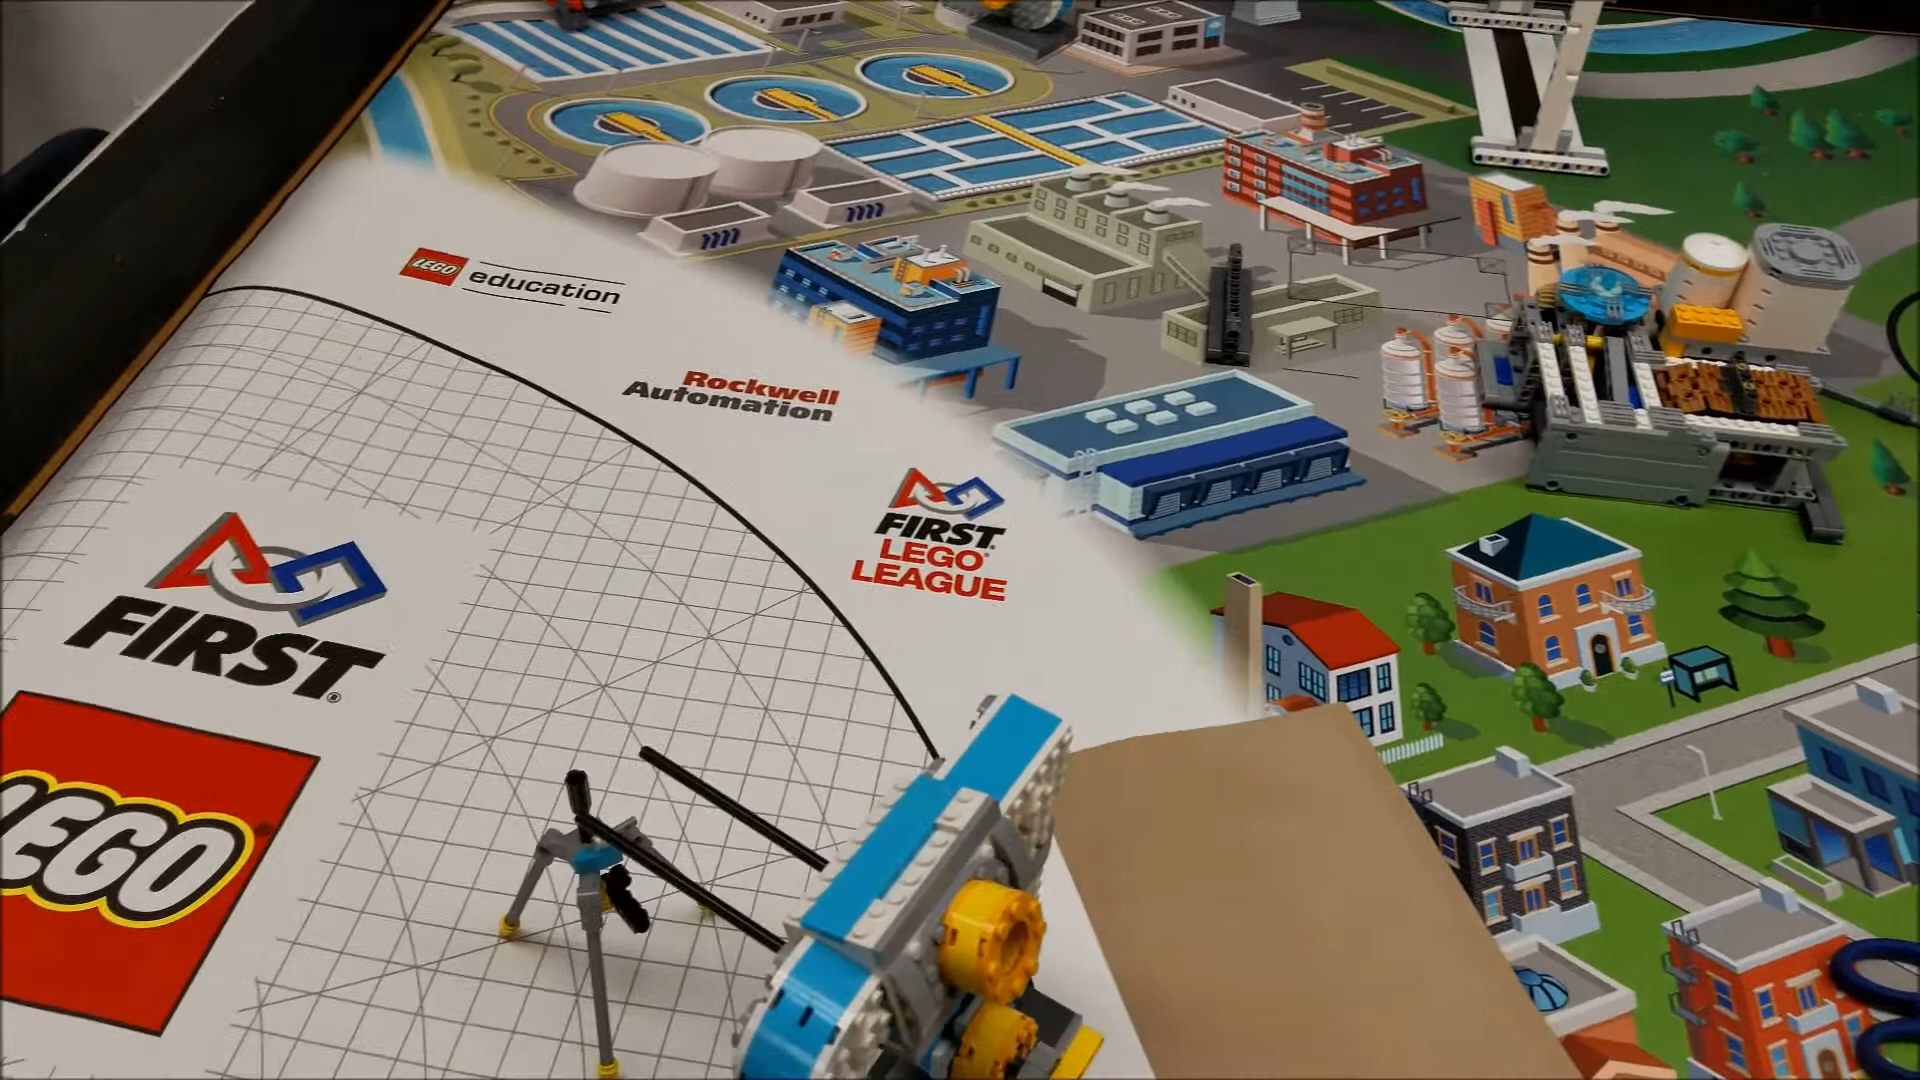 LEGO education
Rockwell
Automation
FIRST®
LEGO®
LEAGUE
FIRST®
LEGO